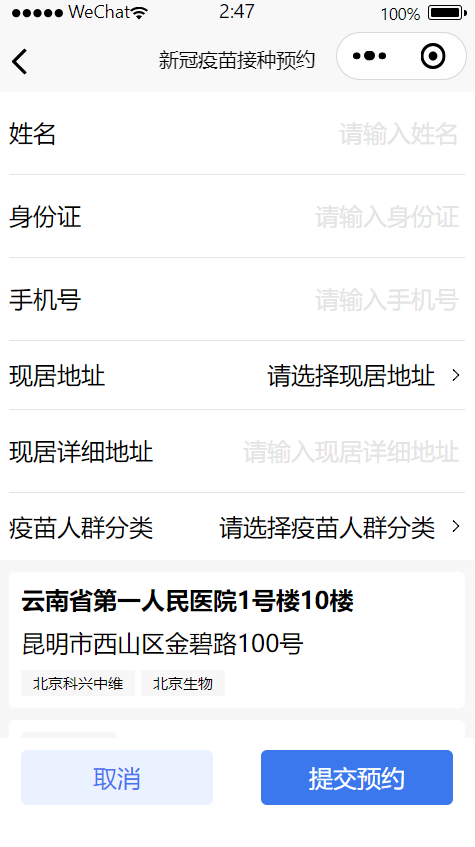 WeChat 2:47 100%
新冠疫苗接种预约
姓名 请输入姓名
身份证 请输入身份证
手机号 请输入手机号
现居地址 请选择现居地址
现居详细地址 请输入现居详细地址
疫苗人群分类 请选择疫苗人群分类
云南省第一人民医院1号楼10楼
昆明市西山区金碧路100号
北京科兴中维 北京生物
取消 提交预约